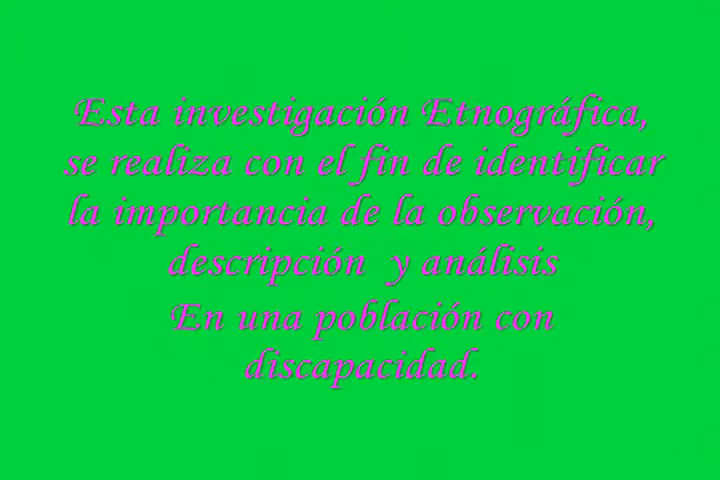 Esta investigación Etnográfica,
se realiza con el fin de identificar
la importancia de la observación,
descripción y análisis
En una población con
discapacidad.